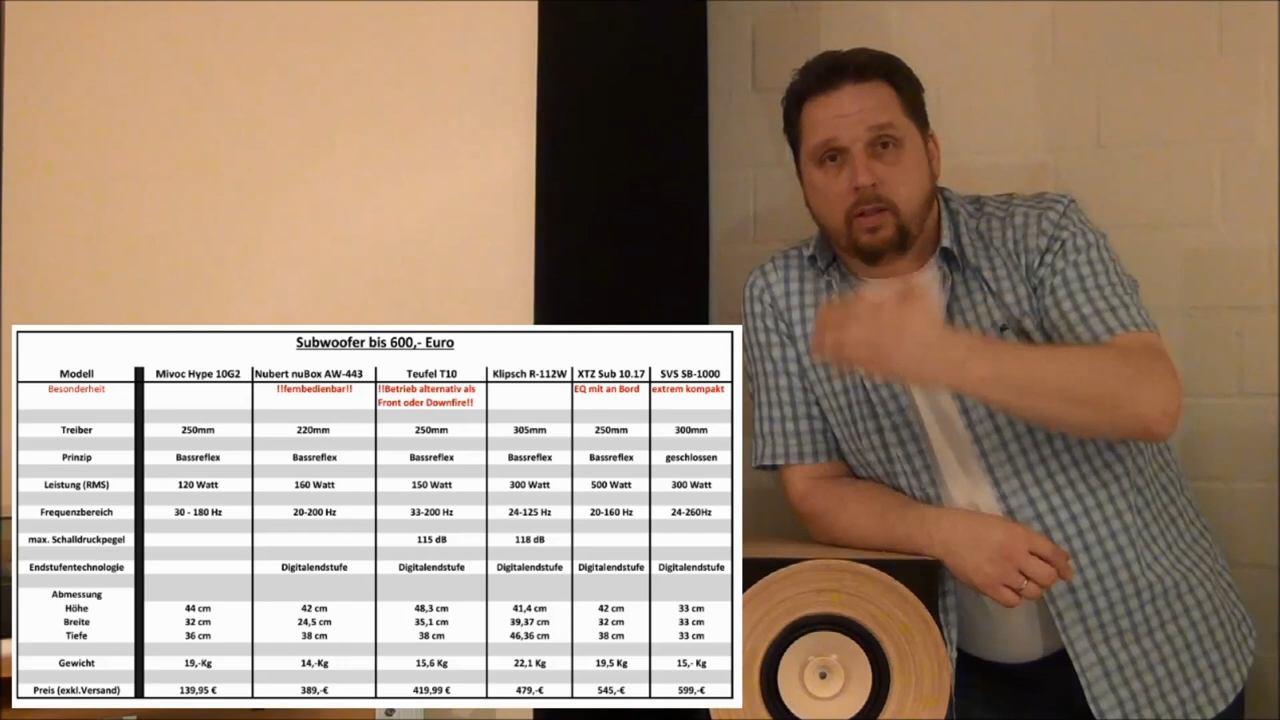 Subwoofer bis 600,- Euro
Modell Mivoc Hype 10G2 Nubert nuBox AW-443 Teufel T10 Klipsch R-112W XTZ Sub 10.17 SVS SB-1000
Besonderheit !!fernbedienbar!! !!Betrieb alternativ als EQ mit an Bord extrem kompakt
Front oder Downfire!!
Treiber 250mm 220mm 250mm 305mm 250mm 300mm
Prinzip Bassreflex Bassreflex Bassreflex Bassreflex Bassreflex geschlossen
Leistung (RMS) 120 Watt 160 Watt 150 Watt 300 Watt 500 Watt 300 Watt
Frequenzbereich 30 - 180 Hz 20-200 Hz 33-200 Hz 24-125 Hz 20-160 Hz 24-260Hz
max. Schalldruckpegel 115 dB 118 dB
Endstufentechnologie Digitalendstufe Digitalendstufe Digitalendstufe Digitalendstufe Digitalendstufe
Abmessung
Höhe 44 cm 42 cm 48,3 cm 41,4 cm 42 cm 33 cm
Breite 32 cm 24,5 cm 35,1 cm 39,37 cm 32 cm 33 cm
Tiefe 36 cm 38 cm 38 cm 46,36 cm 38 cm 33 cm
Gewicht 19,-Kg 14,-Kg 15,6 Kg 22,1 Kg 19,5 Kg 15,- Kg
Preis (exkl.Versand) 139,95 € 389,-€ 419,99 € 479,-€ 545,-€ 599,-€